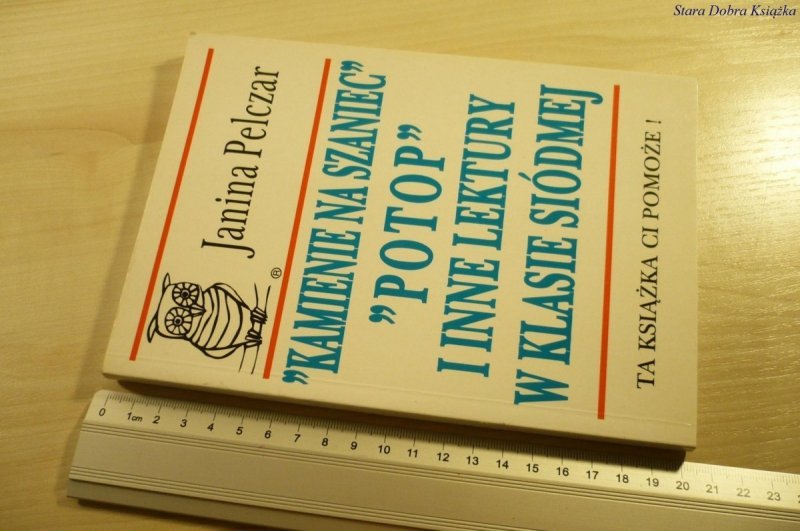 Stara Dobra Książka
Janina Pelczar
®
"KAMIENIE NA SZANIEC"
"POTOP"
I INNE LEKTURY
W KLASIE SIÓDMEJ
TA KSIĄŻKA CI POMOŻE !
0 1cm 2 3 4 5 6 7 8 9 10 11 12 13 14 15 16 17 18 19 20 21 22 23